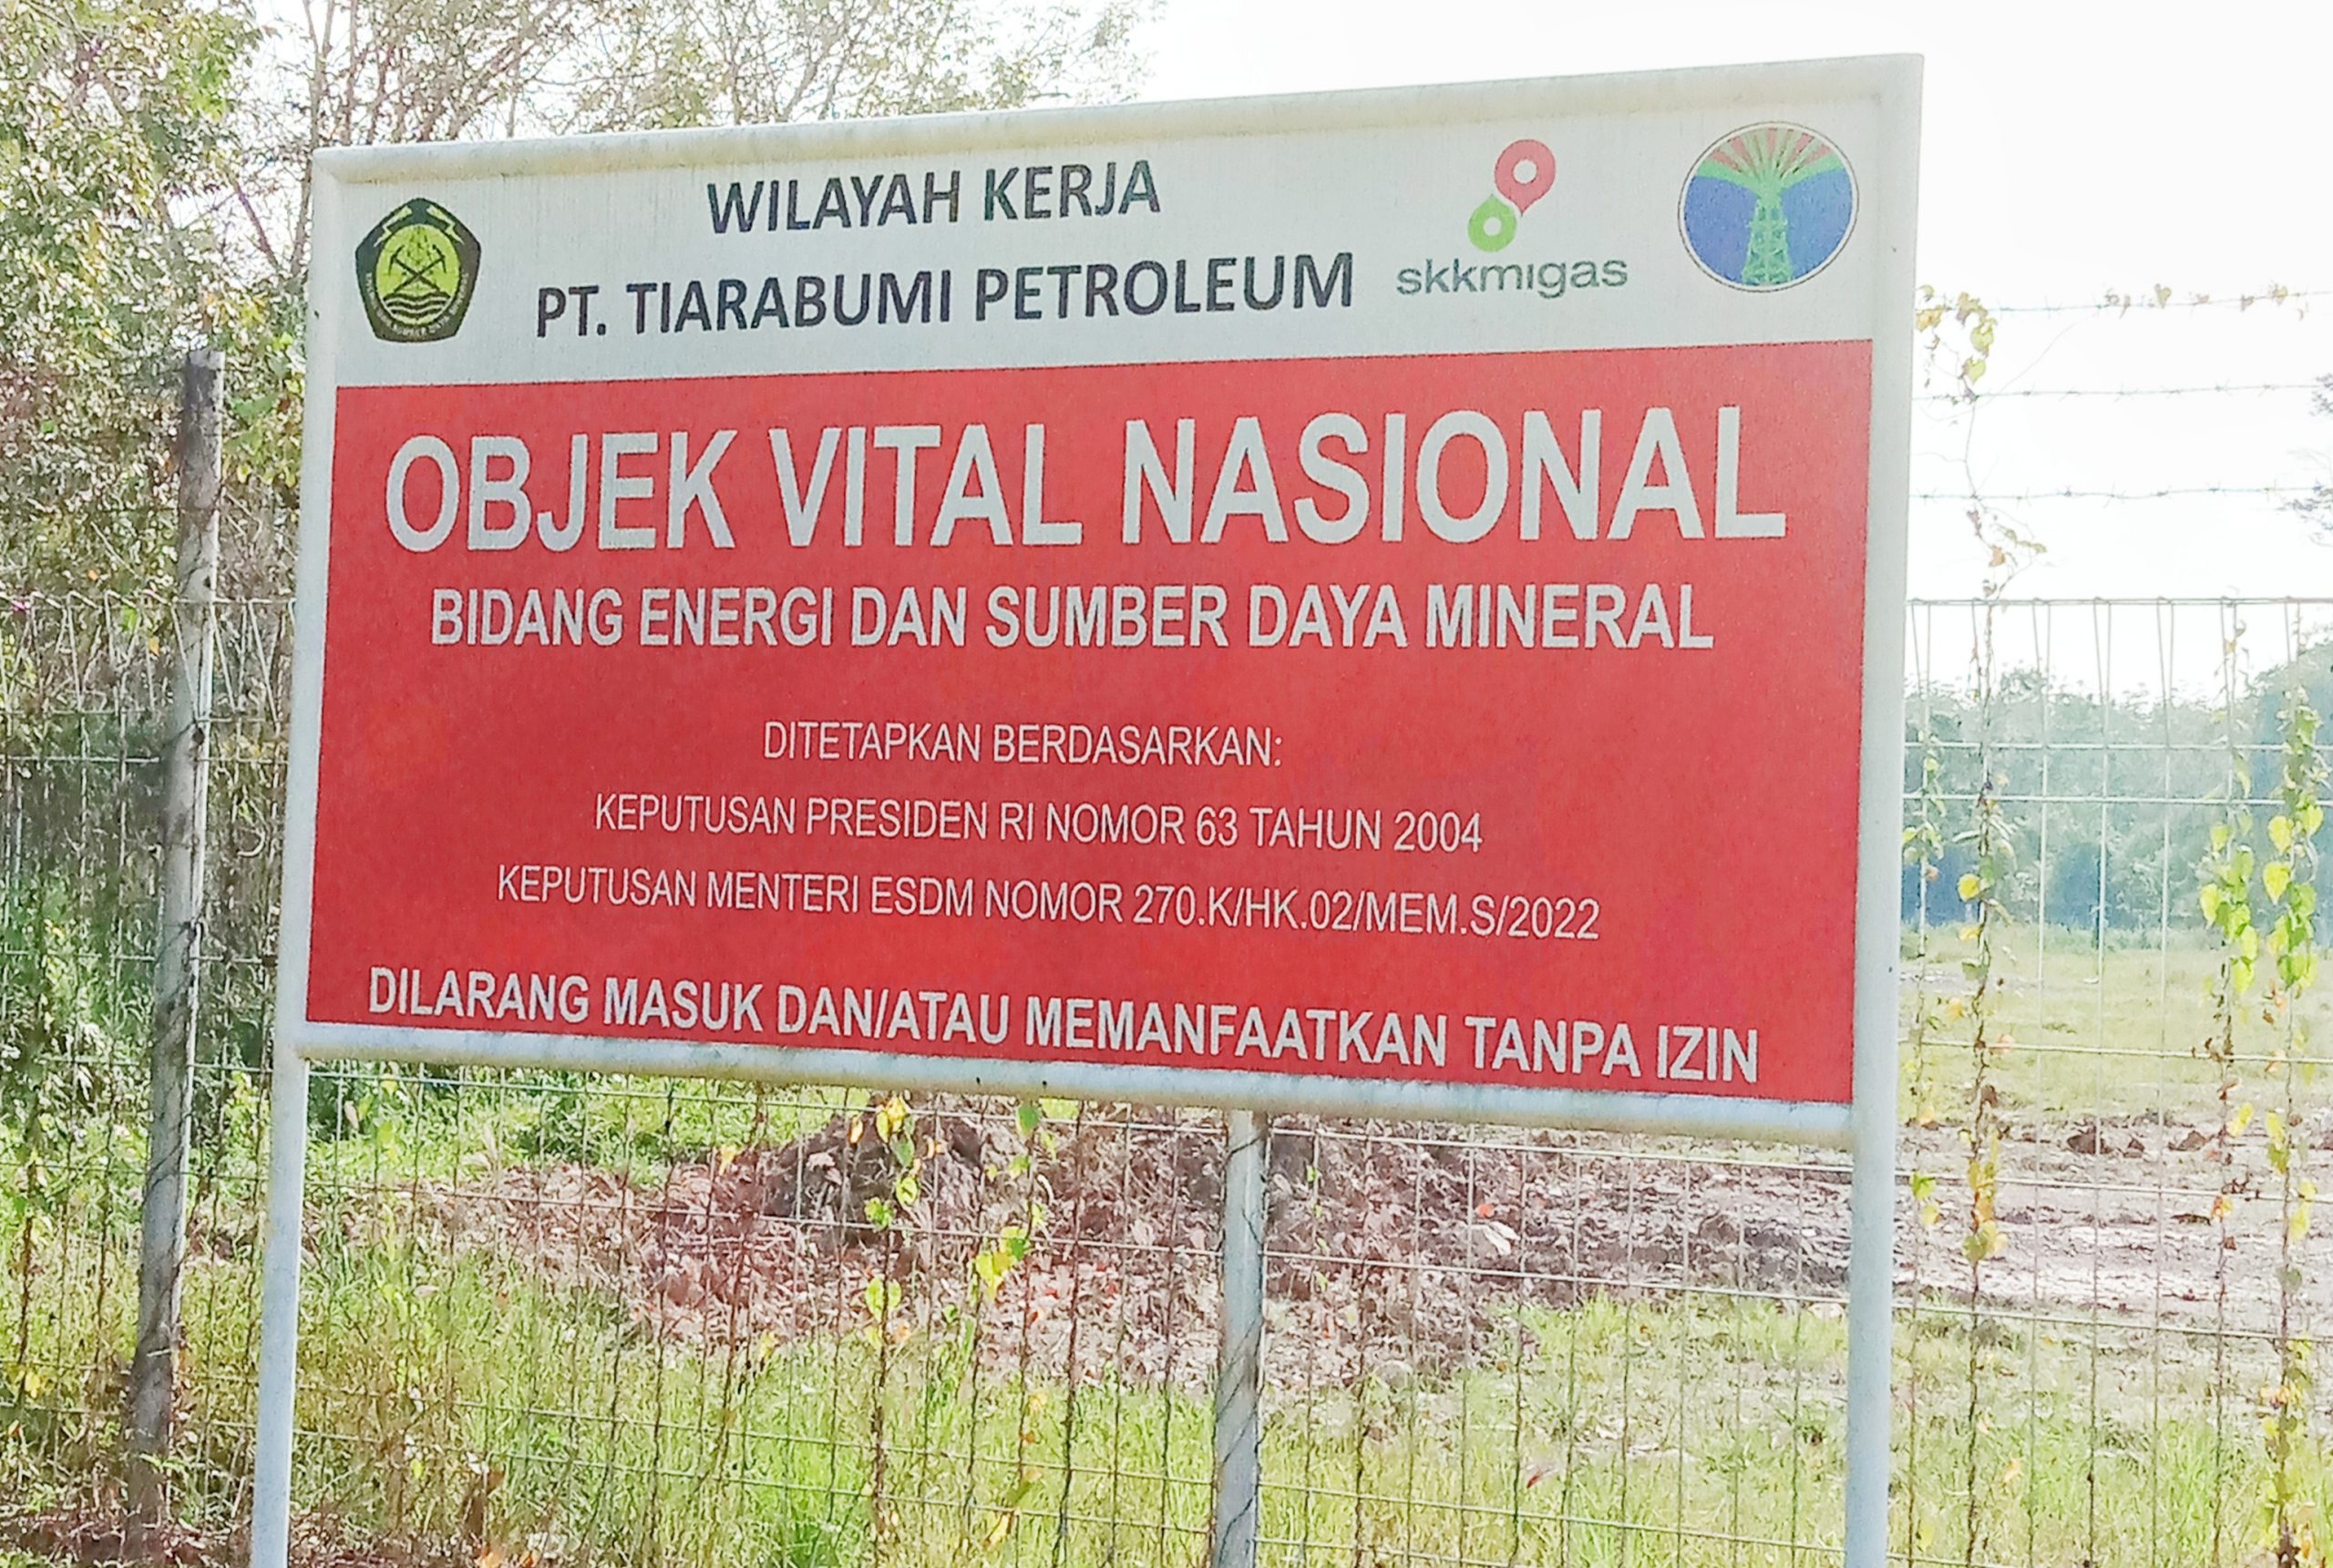 WILAYAH KERJA
PT. TIARABUMI PETROLEUM
skkmigas
OBJEK VITAL NASIONAL
BIDANG ENERGI DAN SUMBER DAYA MINERAL
DITETAPKAN BERDASARKAN:
KEPUTUSAN PRESIDEN RI NOMOR 63 TAHUN 2004
KEPUTUSAN MENTERI ESDM NOMOR 270.K/HK.02/MEM.S/2022
DILARANG MASUK DAN/ATAU MEMANFAATKAN TANPA IZIN